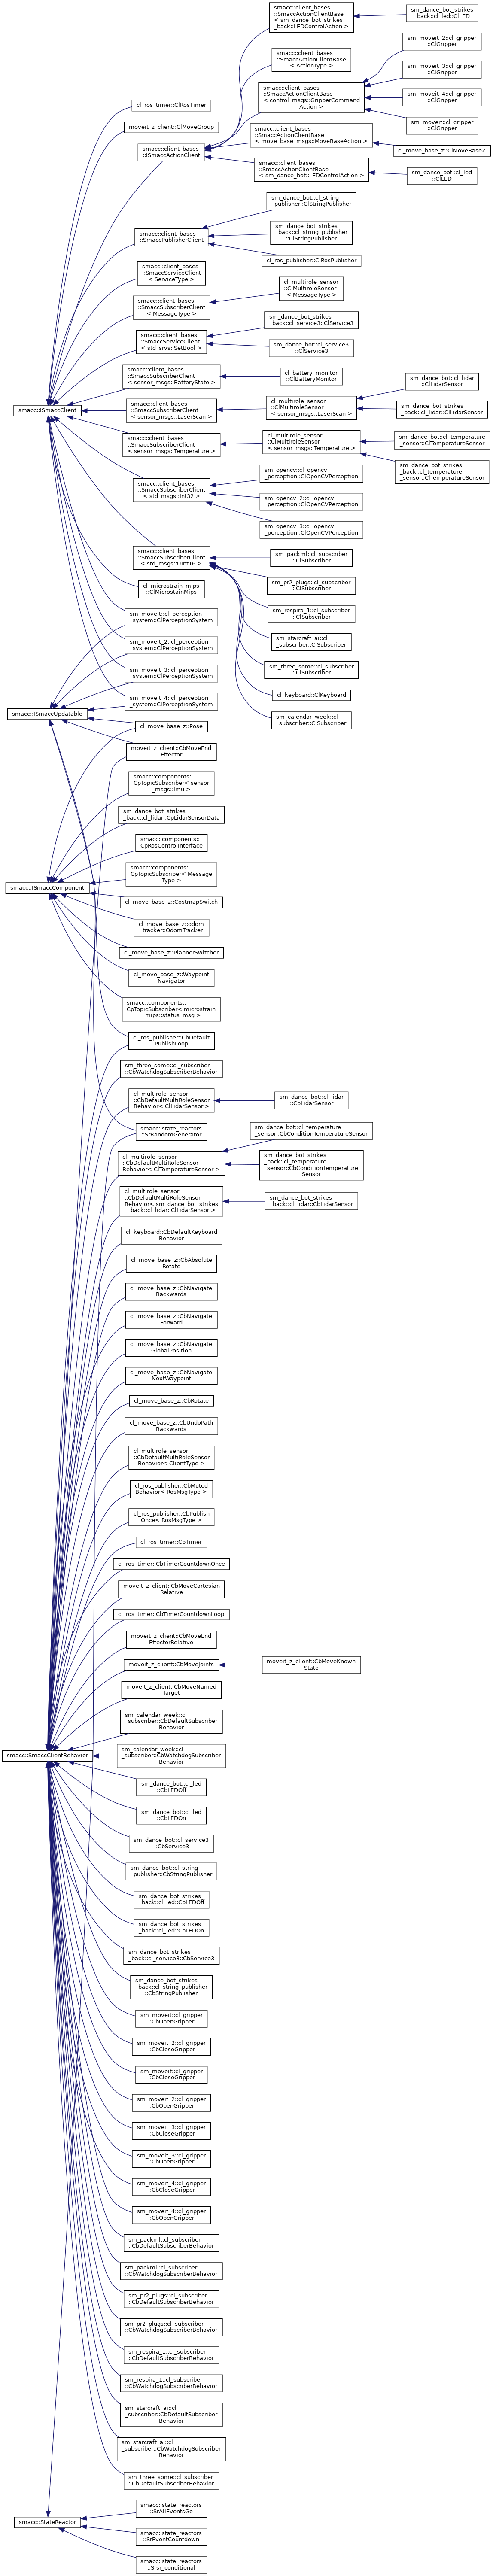 sm_dance_bot_strikes
_back::cl_led::ClLED
smacc::client_bases
::SmaccActionClientBase
< sm_dance_bot_strikes
_back::LEDControlAction >
sm_moveit_2::cl_gripper
::ClGripper
smacc::client_bases
::SmaccActionClientBase
< ActionType >
sm_moveit_3::cl_gripper
::ClGripper
smacc::client_bases
::SmaccActionClientBase
< control_msgs::GripperCommand
Action >
sm_moveit_4::cl_gripper
::ClGripper
cl_ros_timer::ClRosTimer
sm_moveit::cl_gripper
::ClGripper
moveit_z_client::ClMoveGroup
smacc::client_bases
::SmaccActionClientBase
< move_base_msgs::MoveBaseAction >
smacc::client_bases
::ISmaccActionClient
cl_move_base_z::ClMoveBaseZ
smacc::client_bases
::SmaccActionClientBase
< sm_dance_bot::LEDControlAction >
sm_dance_bot::cl_led
::ClLED
sm_dance_bot::cl_string
_publisher::ClStringPublisher
smacc::client_bases
::SmaccPublisherClient
sm_dance_bot_strikes
_back::cl_string_publisher
::ClStringPublisher
cl_ros_publisher::ClRosPublisher
smacc::client_bases
::SmaccServiceClient
< ServiceType >
cl_multirole_sensor
::ClMultiroleSensor
< MessageType >
smacc::client_bases
::SmaccSubscriberClient
< MessageType >
sm_dance_bot_strikes
_back::cl_service3::ClService3
smacc::client_bases
::SmaccServiceClient
< std_srvs::SetBool >
sm_dance_bot::cl_service3
::ClService3
smacc::client_bases
::SmaccSubscriberClient
< sensor_msgs::BatteryState >
cl_battery_monitor
::ClBatteryMonitor
sm_dance_bot::cl_lidar
::ClLidarSensor
smacc::ISmaccClient
smacc::client_bases
::SmaccSubscriberClient
< sensor_msgs::LaserScan >
cl_multirole_sensor
::ClMultiroleSensor
< sensor_msgs::LaserScan >
sm_dance_bot_strikes
_back::cl_lidar::ClLidarSensor
smacc::client_bases
::SmaccSubscriberClient
< sensor_msgs::Temperature >
cl_multirole_sensor
::ClMultiroleSensor
< sensor_msgs::Temperature >
sm_dance_bot::cl_temperature
_sensor::ClTemperatureSensor
sm_dance_bot_strikes
_back::cl_temperature
_sensor::ClTemperatureSensor
smacc::client_bases
::SmaccSubscriberClient
< std_msgs::Int32 >
sm_opencv::cl_opencv
_perception::ClOpenCVPerception
sm_opencv_2::cl_opencv
_perception::ClOpenCVPerception
sm_opencv_3::cl_opencv
_perception::ClOpenCVPerception
smacc::client_bases
::SmaccSubscriberClient
< std_msgs::UInt16 >
sm_packml::cl_subscriber
::ClSubscriber
cl_microstrain_mips
::ClMicrostainMips
sm_pr2_plugs::cl_subscriber
::ClSubscriber
sm_moveit::cl_perception
_system::ClPerceptionSystem
sm_respira_1::cl_subscriber
::ClSubscriber
sm_moveit_2::cl_perception
_system::ClPerceptionSystem
sm_starcraft_ai::cl
_subscriber::ClSubscriber
sm_moveit_3::cl_perception
_system::ClPerceptionSystem
sm_three_some::cl_subscriber
::ClSubscriber
sm_moveit_4::cl_perception
_system::ClPerceptionSystem
cl_keyboard::ClKeyboard
smacc::ISmaccUpdatable
sm_calendar_week::cl
_subscriber::ClSubscriber
cl_move_base_z::Pose
moveit_z_client::CbMoveEnd
Effector
smacc::components::
CpTopicSubscriber< sensor
_msgs::Imu >
sm_dance_bot_strikes
_back::cl_lidar::CpLidarSensorData
smacc::components::
CpRosControlInterface
smacc::components::
CpTopicSubscriber< Message
Type >
smacc::ISmaccComponent
cl_move_base_z::CostmapSwitch
cl_move_base_z::odom
_tracker::OdomTracker
cl_move_base_z::PlannerSwitcher
cl_move_base_z::Waypoint
Navigator
smacc::components::
CpTopicSubscriber< microstrain
_mips::status_msg >
cl_ros_publisher::CbDefault
PublishLoop
sm_three_some::cl_subscriber
::CbWatchdogSubscriberBehavior
cl_multirole_sensor
::CbDefaultMultiRoleSensor
Behavior< ClLidarSensor >
sm_dance_bot::cl_lidar
::CbLidarSensor
smacc::state_reactors
::SrRandomGenerator
sm_dance_bot::cl_temperature
_sensor::CbConditionTemperatureSensor
cl_multirole_sensor
::CbDefaultMultiRoleSensor
Behavior< ClTemperatureSensor >
sm_dance_bot_strikes
_back::cl_temperature
_sensor::CbConditionTemperature
Sensor
cl_multirole_sensor
::CbDefaultMultiRoleSensor
Behavior< sm_dance_bot_strikes
_back::cl_lidar::ClLidarSensor >
sm_dance_bot_strikes
_back::cl_lidar::CbLidarSensor
cl_keyboard::CbDefaultKeyboard
Behavior
cl_move_base_z::CbAbsolute
Rotate
cl_move_base_z::CbNavigate
Backwards
cl_move_base_z::CbNavigate
Forward
cl_move_base_z::CbNavigate
GlobalPosition
cl_move_base_z::CbNavigate
NextWaypoint
cl_move_base_z::CbRotate
cl_move_base_z::CbUndoPath
Backwards
cl_multirole_sensor
::CbDefaultMultiRoleSensor
Behavior< ClientType >
cl_ros_publisher::CbMuted
Behavior< RosMsgType >
cl_ros_publisher::CbPublish
Once< RosMsgType >
cl_ros_timer::CbTimer
cl_ros_timer::CbTimerCountdownOnce
moveit_z_client::CbMoveCartesian
Relative
cl_ros_timer::CbTimerCountdownLoop
moveit_z_client::CbMoveEnd
EffectorRelative
moveit_z_client::CbMoveJoints
moveit_z_client::CbMoveKnown
State
moveit_z_client::CbMoveNamed
Target
sm_calendar_week::cl
_subscriber::CbDefaultSubscriber
Behavior
smacc::SmaccClientBehavior
sm_calendar_week::cl
_subscriber::CbWatchdogSubscriber
Behavior
sm_dance_bot::cl_led
::CbLEDOff
sm_dance_bot::cl_led
::CbLEDOn
sm_dance_bot::cl_service3
::CbService3
sm_dance_bot::cl_string
_publisher::CbStringPublisher
sm_dance_bot_strikes
_back::cl_led::CbLEDOff
sm_dance_bot_strikes
_back::cl_led::CbLEDOn
sm_dance_bot_strikes
_back::cl_service3::CbService3
sm_dance_bot_strikes
_back::cl_string_publisher
::CbStringPublisher
sm_moveit::cl_gripper
::CbOpenGripper
sm_moveit_2::cl_gripper
::CbCloseGripper
sm_moveit::cl_gripper
::CbCloseGripper
sm_moveit_2::cl_gripper
::CbOpenGripper
sm_moveit_3::cl_gripper
::CbCloseGripper
sm_moveit_3::cl_gripper
::CbOpenGripper
sm_moveit_4::cl_gripper
::CbCloseGripper
sm_moveit_4::cl_gripper
::CbOpenGripper
sm_packml::cl_subscriber
::CbDefaultSubscriberBehavior
sm_packml::cl_subscriber
::CbWatchdogSubscriberBehavior
sm_pr2_plugs::cl_subscriber
::CbDefaultSubscriberBehavior
sm_pr2_plugs::cl_subscriber
::CbWatchdogSubscriberBehavior
sm_respira_1::cl_subscriber
::CbDefaultSubscriberBehavior
sm_respira_1::cl_subscriber
::CbWatchdogSubscriberBehavior
sm_starcraft_ai::cl
_subscriber::CbDefaultSubscriber
Behavior
sm_starcraft_ai::cl
_subscriber::CbWatchdogSubscriber
Behavior
sm_three_some::cl_subscriber
::CbDefaultSubscriberBehavior
smacc::state_reactors
::SrAllEventsGo
smacc::StateReactor
smacc::state_reactors
::SrEventCountdown
smacc::state_reactors
::Srsr_conditional